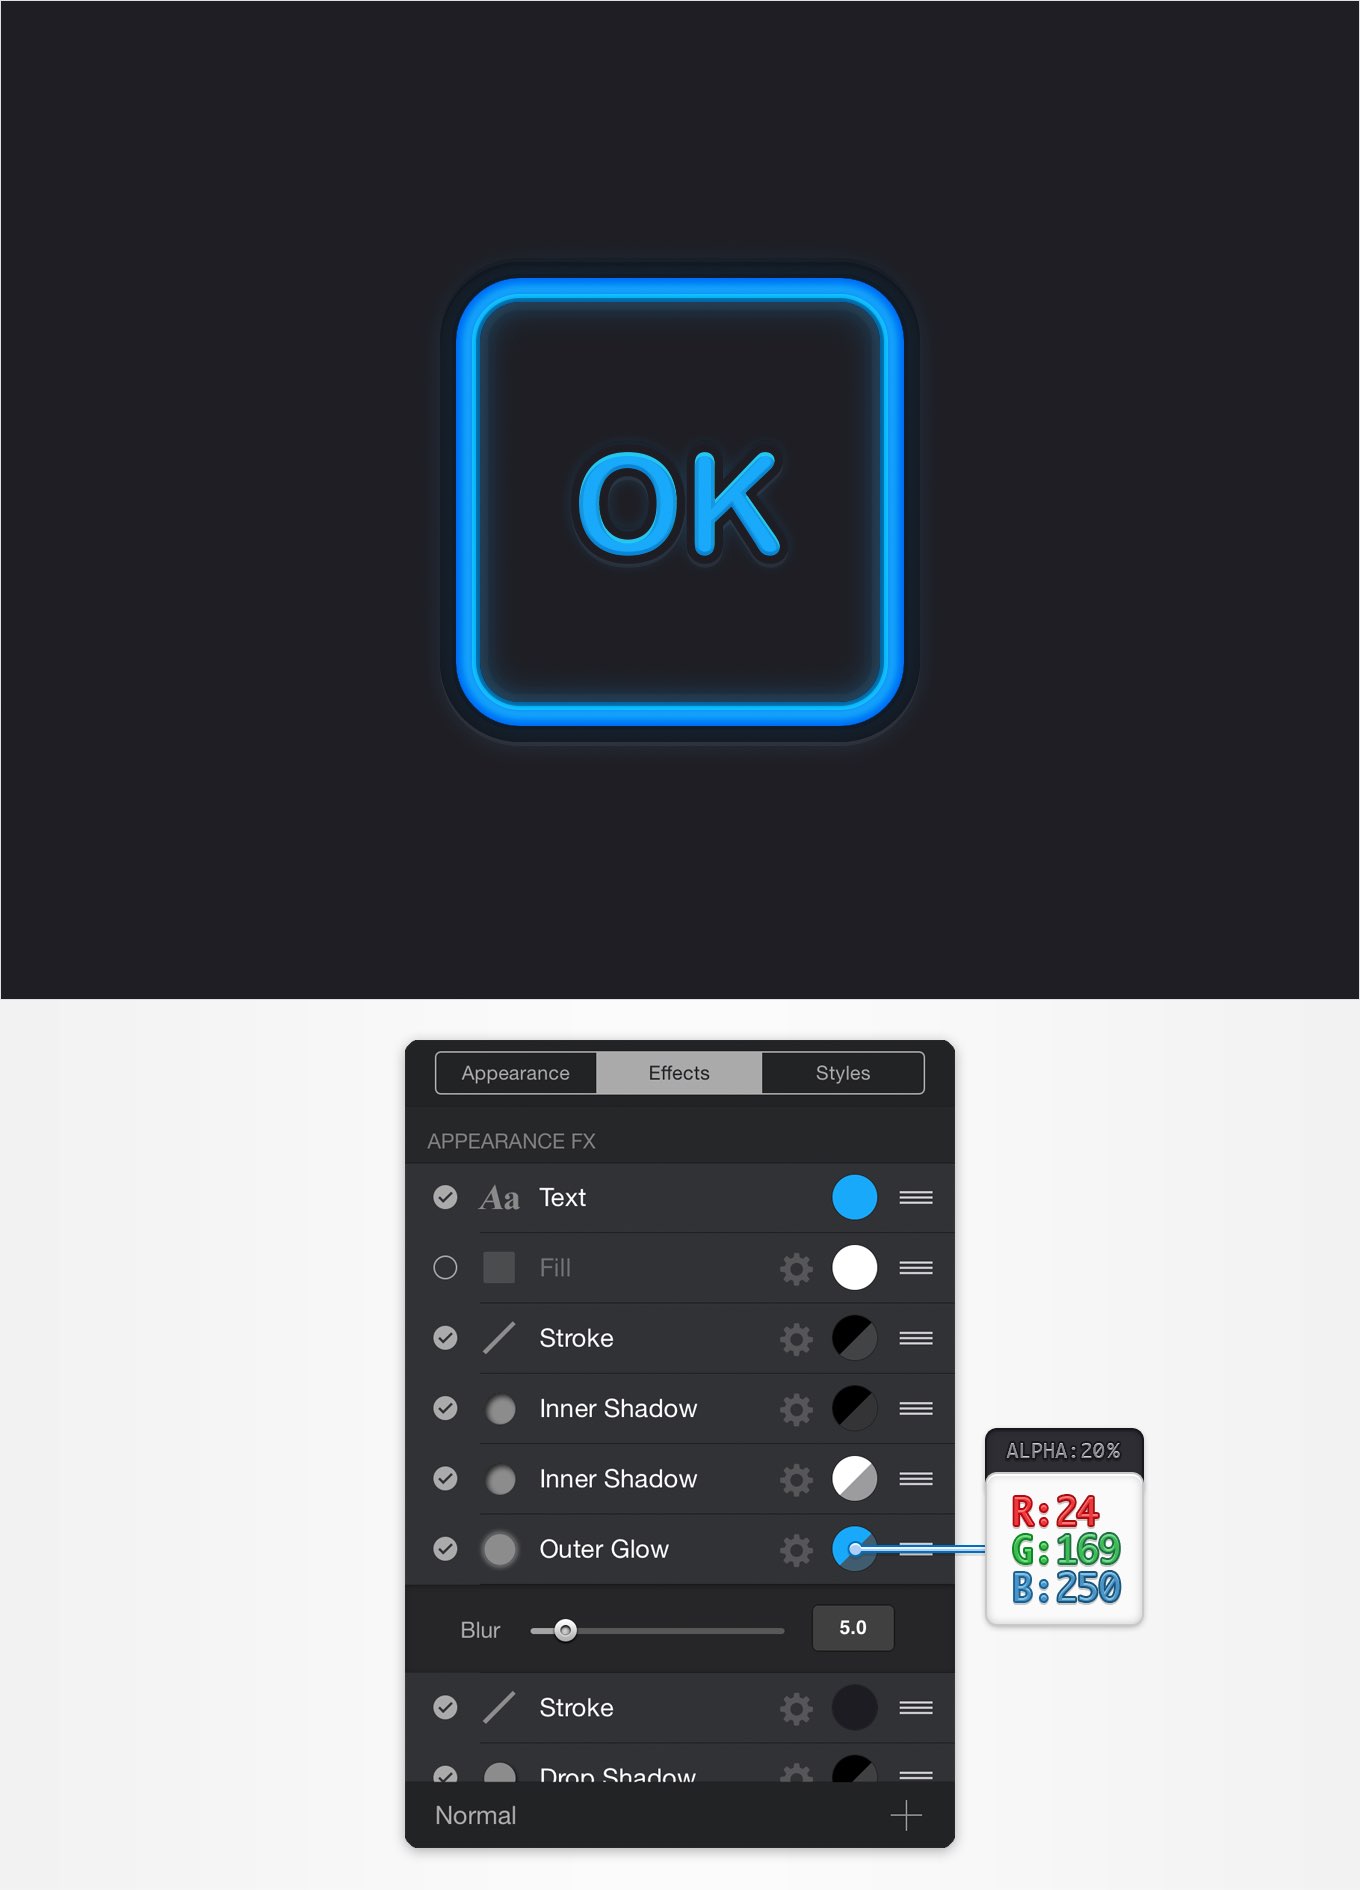 OK
Appearance Effects Styles
APPEARANCE FX
Aa Text
Fill
Stroke
Inner Shadow
Inner Shadow
Outer Glow
ALPHA:20%
R:24
G:169
B:250
Blur 5.0
Stroke
Drop Shadow
Normal